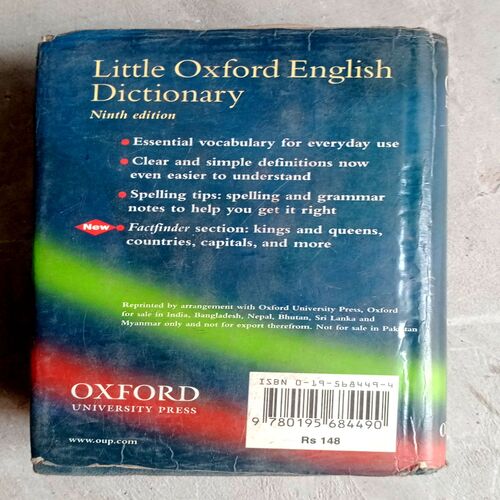 Little Oxford English
Dictionary
Ninth edition
Essential vocabulary for everyday use
Clear and simple definitions now
even easier to understand
Spelling tips: spelling and grammar
notes to help you get it right
New
Factfinder section: kings and queens,
countries, capitals, and more
Reprinted by arrangement with Oxford University Press, Oxford
for sale in India, Bangladesh, Nepal, Bhutan, Sri Lanka and
Myanmar only and not for export therefrom. Not for sale in Pakistan
OXFORD
UNIVERSITY PRESS
www.oup.com
ISBN 0-19-568449-4
9 780195 684490
Rs 148